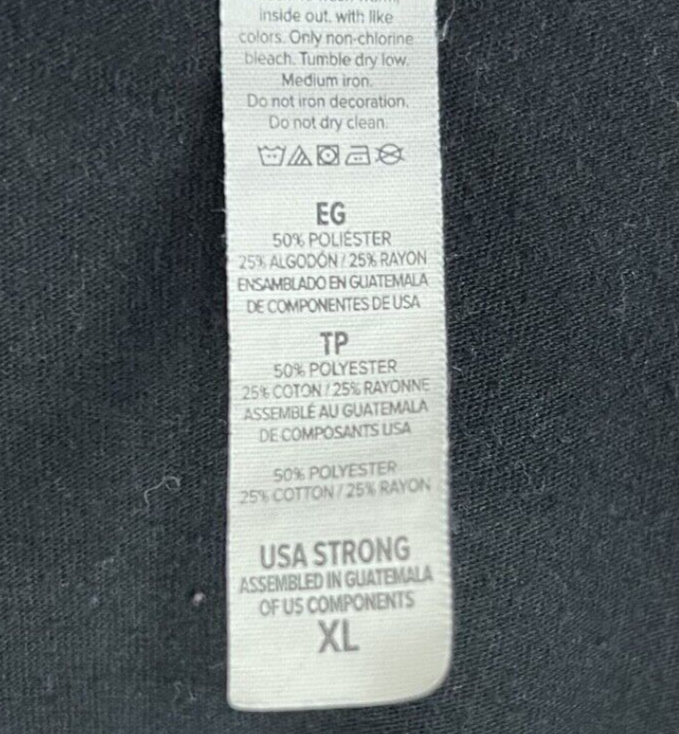 inside out. with like
colors. Only non-chlorine
bleach. Tumble dry low.
Medium iron.
Do not iron decoration.
Do not dry clean.
EG
50% POLIÉSTER
25% ALGODÓN / 25% RAYON
ENSAMBLADO EN GUATEMALA
DE COMPONENTES DE USA
TP
50% POLYESTER
25% COTON / 25% RAYONNE
ASSEMBLÉ AU GUATEMALA
DE COMPOSANTS USA
50% POLYESTER
25% COTTON / 25% RAYON
USA STRONG
ASSEMBLED IN GUATEMALA
OF US COMPONENTS
XL